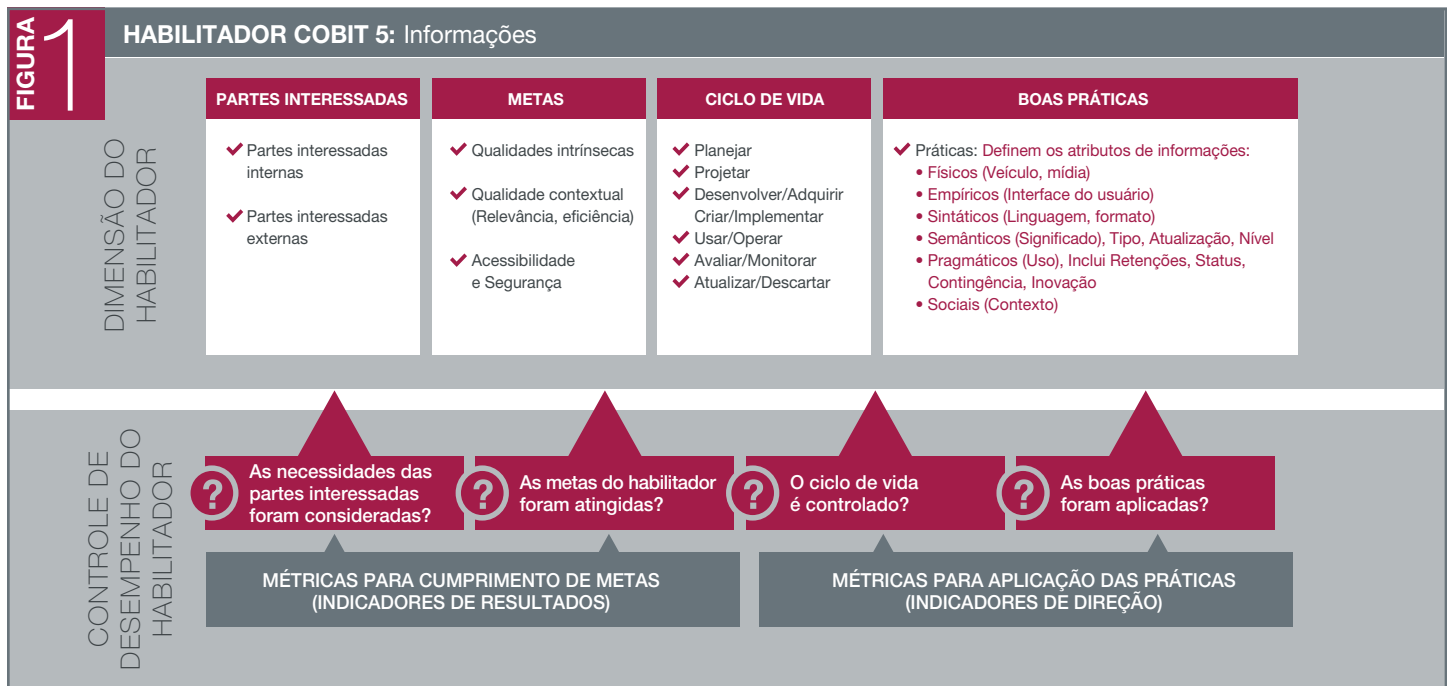 FIGURA 1
HABILITADOR COBIT 5: Informações
DIMENSÃO DO
HABILITADOR
PARTES INTERESSADAS
Partes interessadas
internas
Partes interessadas
externas
METAS
Qualidades intrínsecas
Qualidade contextual
(Relevância, eficiência)
Acessibilidade
e Segurança
CICLO DE VIDA
Planejar
Projetar
Desenvolver/Adquirir
Criar/Implementar
Usar/Operar
Avaliar/Monitorar
Atualizar/Descartar
BOAS PRÁTICAS
Práticas: Definem os atributos de informações:
• Físicos (Veículo, mídia)
• Empíricos (Interface do usuário)
• Sintáticos (Linguagem, formato)
• Semânticos (Significado), Tipo, Atualização, Nível
• Pragmáticos (Uso), Inclui Retenções, Status,
Contingência, Inovação
• Sociais (Contexto)
CONTROLE DE
DESEMPENHO DO
HABILITADOR
?
As necessidades das
partes interessadas
foram consideradas?
?
As metas do habilitador
foram atingidas?
?
O ciclo de vida
é controlado?
?
As boas práticas
foram aplicadas?
MÉTRICAS PARA CUMPRIMENTO DE METAS
(INDICADORES DE RESULTADOS)
MÉTRICAS PARA APLICAÇÃO DAS PRÁTICAS
(INDICADORES DE DIREÇÃO)